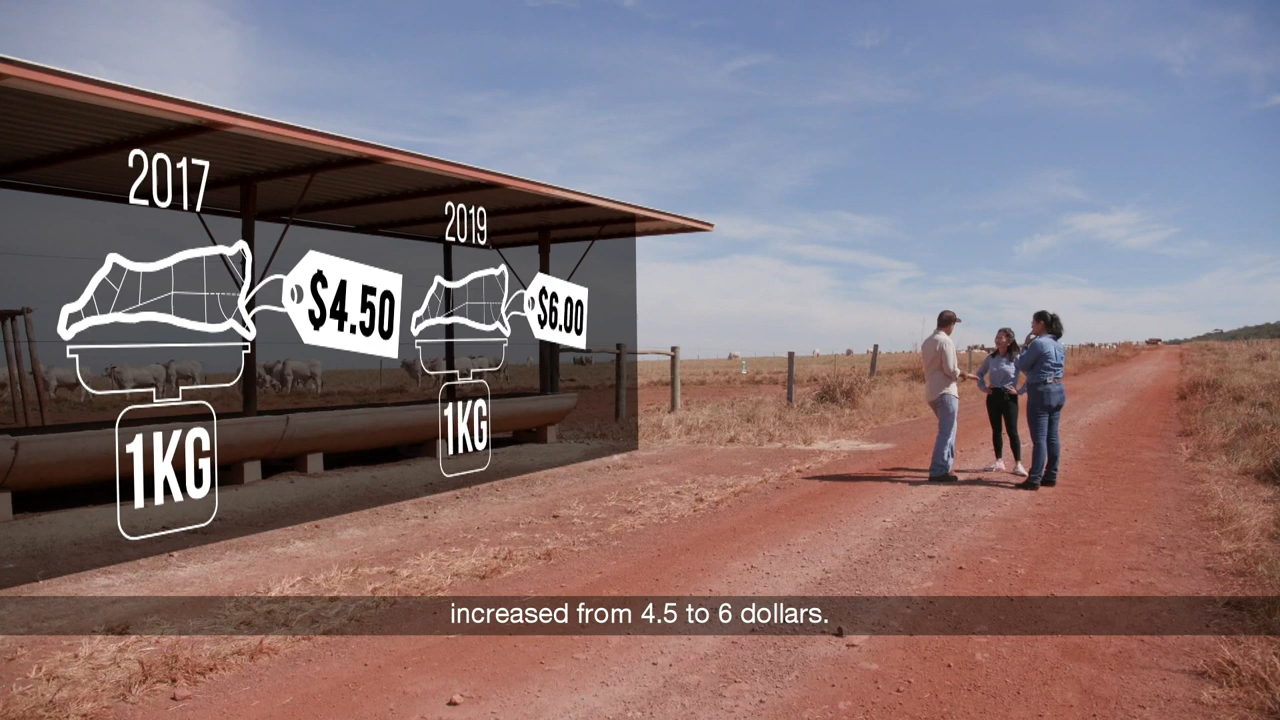 2017
$4.50
1KG
2019
$6.00
1KG
increased from 4.5 to 6 dollars.